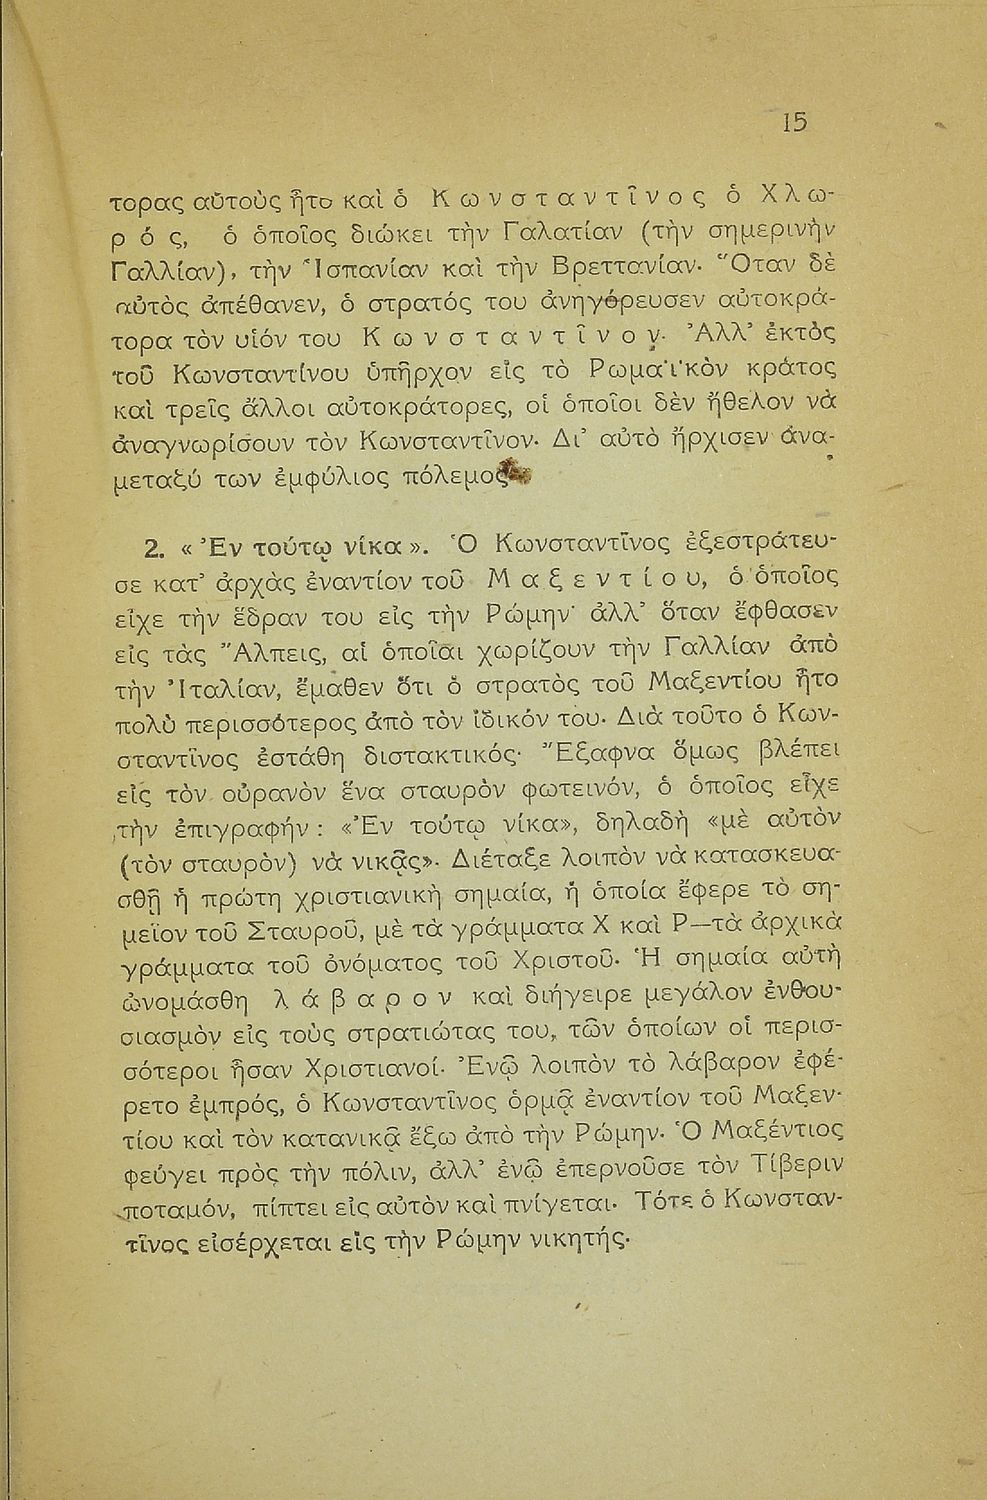 15
τορας αὐτοὺς ἦτο καὶ ὁ Κωνσταντῖνος ὁ Χλω-
ρός, ὁ ὁποῖος διώκει τὴν Γαλατίαν (τὴν σημερινὴν
Γαλλίαν), τὴν Ἱσπανίαν καὶ τὴν Βρεττανίαν. Ὅταν δὲ
αὐτὸς ἀπέθανεν, ὁ στρατός του ἀνηγόρευσεν αὐτοκρά-
τορα τὸν υἱόν του Κωνσταντῖνον. Ἀλλ’ ἐκτὸς
τοῦ Κωνσταντίνου ὑπῆρχον εἰς τὸ Ρωμαϊκὸν κράτος
καὶ τρεῖς ἄλλοι αὐτοκράτορες, οἱ ὁποῖοι δὲν ἤθελον νὰ
ἀναγνωρίσουν τὸν Κωνσταντῖνον. Δι’ αὐτὸ ἤρχισεν ἀνα-
μεταξύ των ἐμφύλιος πόλεμος
2. «Ἐν τούτῳ νίκα». Ὁ Κωνσταντῖνος ἐξεστράτευ-
σε κατ’ ἀρχὰς ἐναντίον τοῦ Μαξεντίου, ὁ ὁποῖος
εἶχε τὴν ἕδραν του εἰς τὴν Ρώμην· ἀλλ’ ὅταν ἔφθασεν
εἰς τὰς Ἄλπεις, αἱ ὁποῖαι χωρίζουν τὴν Γαλλίαν ἀπὸ
τὴν Ἰταλίαν, ἔμαθεν ὅτι ὁ στρατὸς τοῦ Μαξεντίου ἦτο
πολὺ περισσότερος ἀπὸ τὸν ἰδικόν του. Διὰ τοῦτο ὁ Κων-
σταντῖνος ἐστάθη διστακτικός. Ἔξαφνα ὅμως βλέπει
εἰς τὸν οὐρανὸν ἕνα σταυρὸν φωτεινόν, ὁ ὁποῖος εἶχε
τὴν ἐπιγραφήν: «Ἐν τούτῳ νίκα», δηλαδὴ «μὲ αὐτὸν
(τὸν σταυρὸν) νὰ νικᾷς». Διέταξε λοιπὸν νὰ κατασκευα-
σθῇ ἡ πρώτη χριστιανικὴ σημαία, ἡ ὁποία ἔφερε τὸ ση-
μεῖον τοῦ Σταυροῦ, μὲ τὰ γράμματα Χ καὶ Ρ—τὰ ἀρχικὰ
γράμματα τοῦ ὀνόματος τοῦ Χριστοῦ. Ἡ σημαία αὐτὴ
ὠνομάσθη λάβαρον καὶ διήγειρε μεγάλον ἐνθου-
σιασμὸν εἰς τοὺς στρατιώτας του, τῶν ὁποίων οἱ περισ-
σότεροι ἦσαν Χριστιανοί. Ἐνῷ λοιπὸν τὸ λάβαρον ἐφέ-
ρετο ἐμπρός, ὁ Κωνσταντῖνος ὁρμᾷ ἐναντίον τοῦ Μαξεν-
τίου καὶ τὸν κατανικᾷ ἔξω ἀπὸ τὴν Ρώμην. Ὁ Μαξέντιος
φεύγει πρὸς τὴν πόλιν, ἀλλ’ ἐνῷ ἐπερνοῦσε τὸν Τίβεριν
ποταμόν, πίπτει εἰς αὐτὸν καὶ πνίγεται. Τότε ὁ Κωνσταν-
τῖνος εἰσέρχεται εἰς τὴν Ρώμην νικητής.